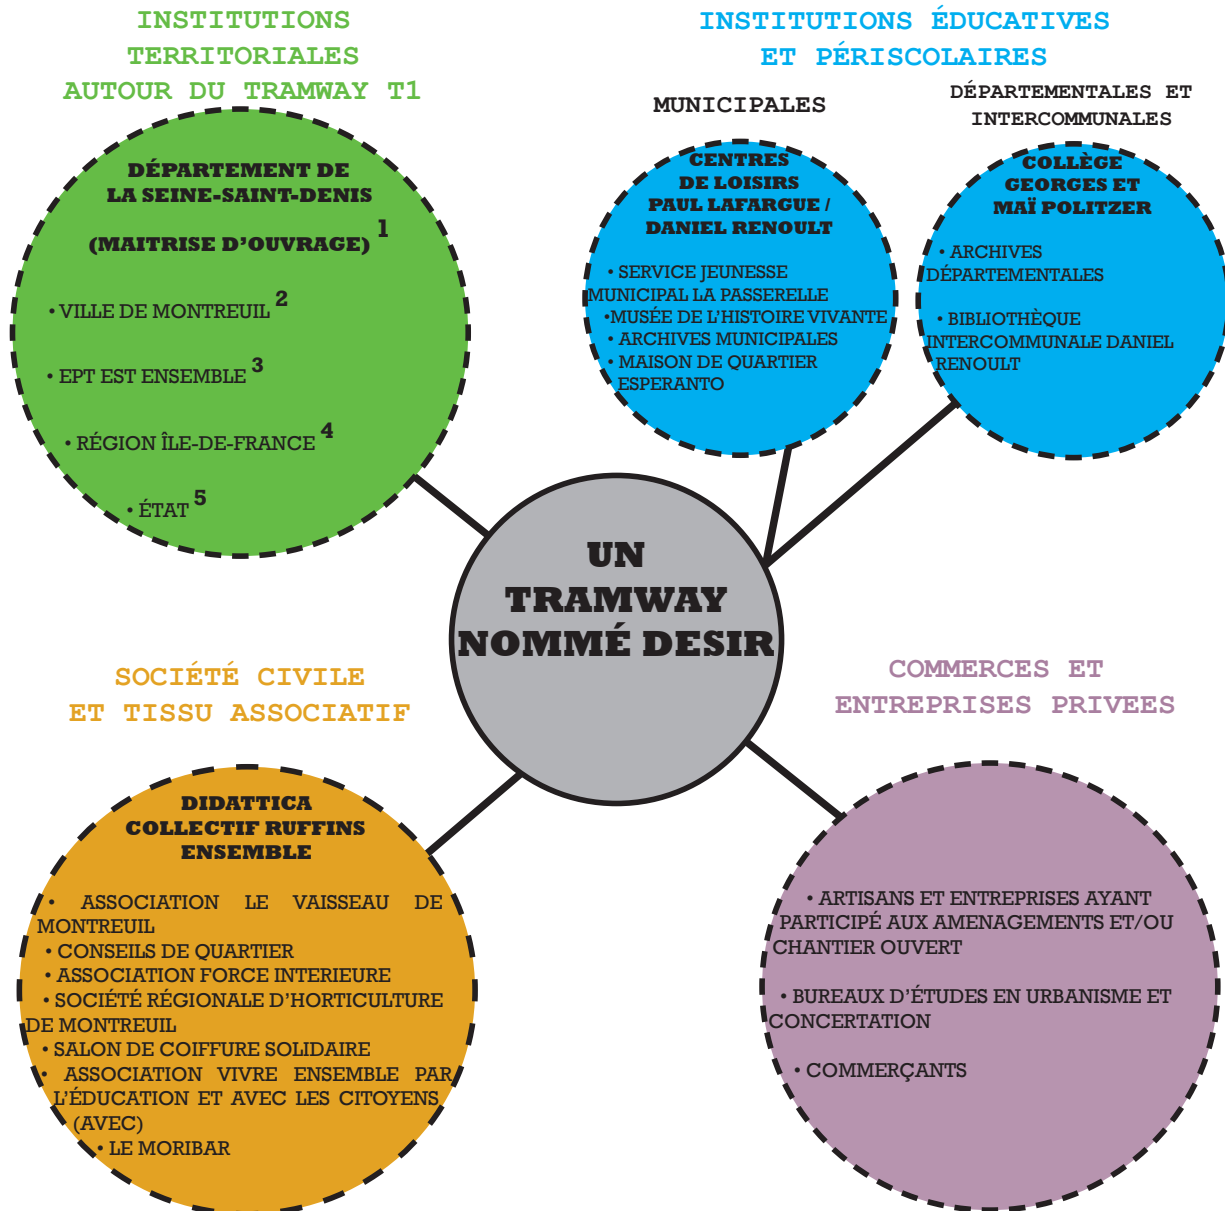 INSTITUTIONS
TERRITORIALES
AUTOUR DU TRAMWAY T1
DÉPARTEMENT DE
LA SEINE-SAINT-DENIS
(MAITRISE D'OUVRAGE) 1
• VILLE DE MONTREUIL 2
• EPT EST ENSEMBLE 3
• RÉGION ÎLE-DE-FRANCE 4
• ÉTAT 5
INSTITUTIONS ÉDUCATIVES
ET PÉRISCOLAIRES
MUNICIPALES
CENTRES
DE LOISIRS
PAUL LAFARGUE /
DANIEL RENOULT
• SERVICE JEUNESSE
MUNICIPAL LA PASSERELLE
•MUSÉE DE L'HISTOIRE VIVANTE
• ARCHIVES MUNICIPALES
• MAISON DE QUARTIER
ESPERANTO
DÉPARTEMENTALES ET
INTERCOMMUNALES
COLLÈGE
GEORGES ET
MAÏ POLITZER
• ARCHIVES
DÉPARTEMENTALES
• BIBLIOTHÈQUE
INTERCOMMUNALE DANIEL
RENOULT
UN
TRAMWAY
NOMMÉ DESIR
SOCIÉTÉ CIVILE
ET TISSU ASSOCIATIF
DIDATTICA
COLLECTIF RUFFINS
ENSEMBLE
• ASSOCIATION LE VAISSEAU DE
MONTREUIL
• CONSEILS DE QUARTIER
• ASSOCIATION FORCE INTERIEURE
• SOCIÉTÉ RÉGIONALE D'HORTICULTURE
DE MONTREUIL
• SALON DE COIFFURE SOLIDAIRE
• ASSOCIATION VIVRE ENSEMBLE PAR
L'ÉDUCATION ET AVEC LES CITOYENS
(AVEC)
• LE MORIBAR
COMMERCES ET
ENTREPRISES PRIVEES
• ARTISANS ET ENTREPRISES AYANT
PARTICIPÉ AUX AMENAGEMENTS ET/OU
CHANTIER OUVERT
• BUREAUX D'ÉTUDES EN URBANISME ET
CONCERTATION
• COMMERÇANTS